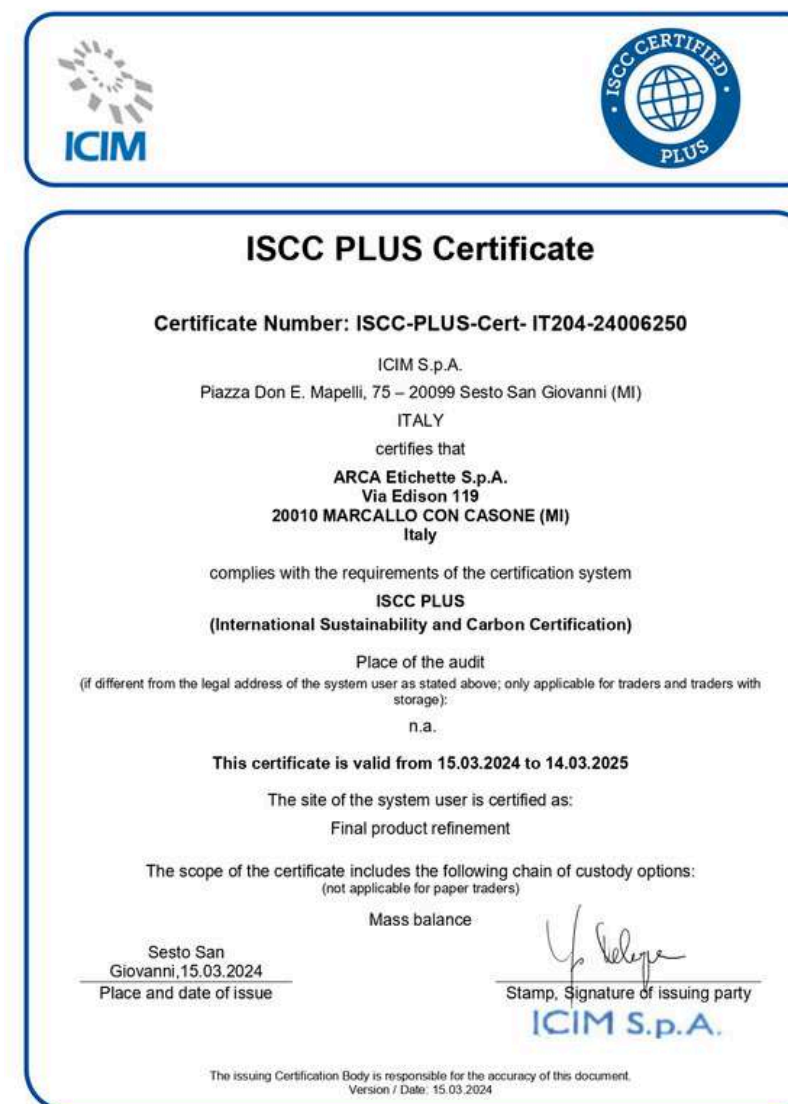 ICIM
ISCC CERTIFIED
PLUS
ISCC PLUS Certificate
Certificate Number: ISCC-PLUS-Cert- IT204-24006250
ICIM S.p.A.
Piazza Don E. Mapelli, 75 – 20099 Sesto San Giovanni (MI)
ITALY
certifies that
ARCA Etichette S.p.A.
Via Edison 119
20010 MARCALLO CON CASONE (MI)
Italy
complies with the requirements of the certification system
ISCC PLUS
(International Sustainability and Carbon Certification)
Place of the audit
(if different from the legal address of the system user as stated above; only applicable for traders and traders with
storage):
n.a.
This certificate is valid from 15.03.2024 to 14.03.2025
The site of the system user is certified as:
Final product refinement
The scope of the certificate includes the following chain of custody options:
(not applicable for paper traders)
Mass balance
Sesto San
Giovanni,15.03.2024
Place and date of issue
Stamp, Signature of issuing party
ICIM S.p.A.
The issuing Certification Body is responsible for the accuracy of this document.
Version / Date: 15.03.2024